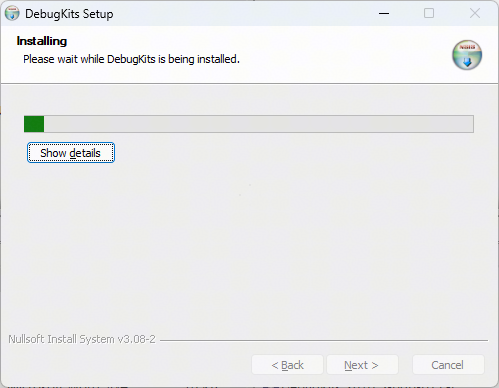 DebugKits Setup
Installing
Please wait while DebugKits is being installed.
Show details
Nullsoft Install System v3.08-2
< Back
Next >
Cancel